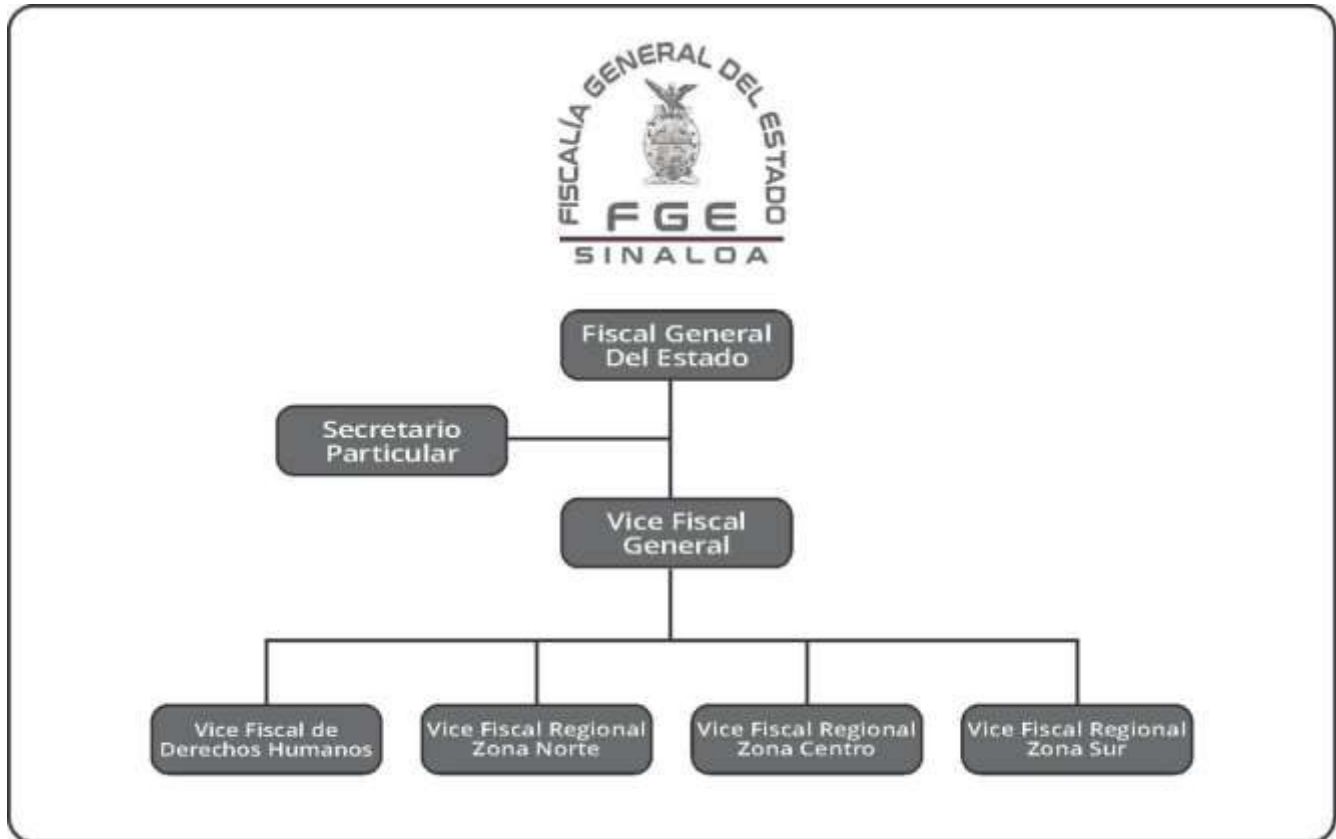 FISCALÍA GENERAL DEL ESTADO
FGE
SINALOA
Fiscal General
Del Estado
Secretario
Particular
Vice Fiscal
General
Vice Fiscal de
Derechos Humanos
Vice Fiscal Regional
Zona Norte
Vice Fiscal Regional
Zona Centro
Vice Fiscal Regional
Zona Sur